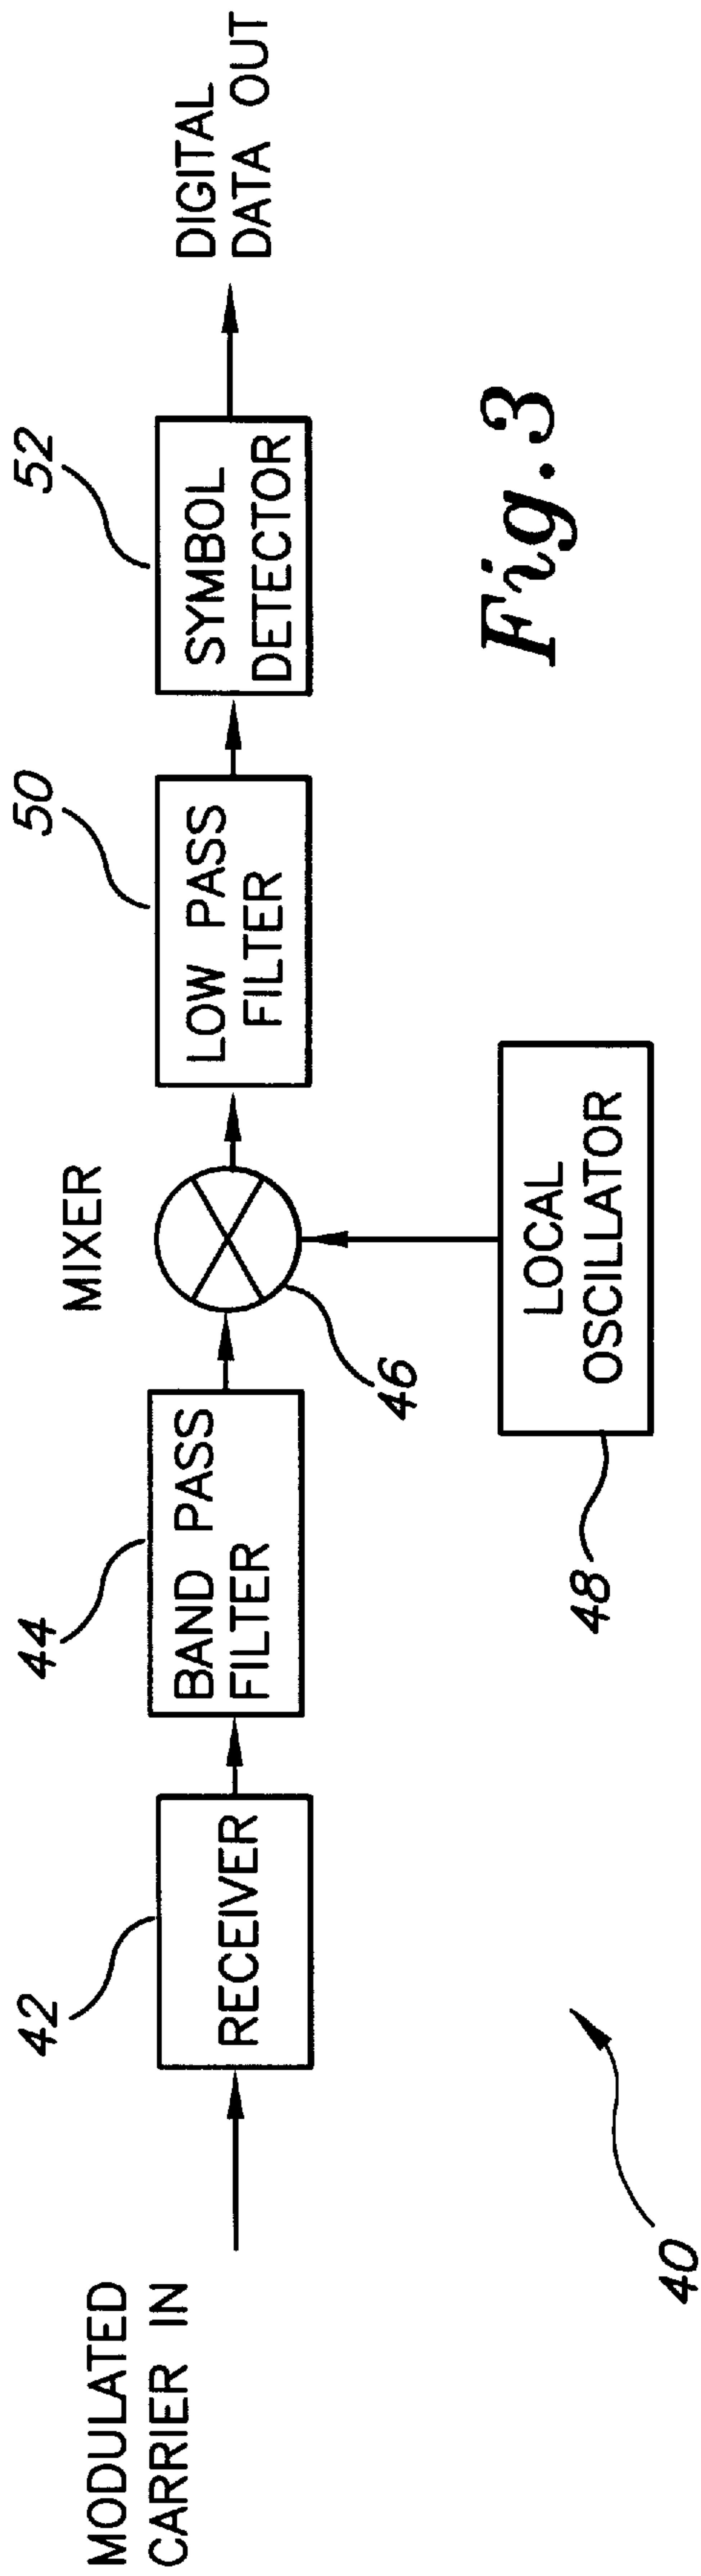 MODULATED
CARRIER IN
42
RECEIVER
44
BAND PASS
FILTER
MIXER
46
50
LOW PASS
FILTER
52
SYMBOL
DETECTOR
DIGITAL
DATA OUT
LOCAL
OSCILLATOR
48
40
Fig. 3